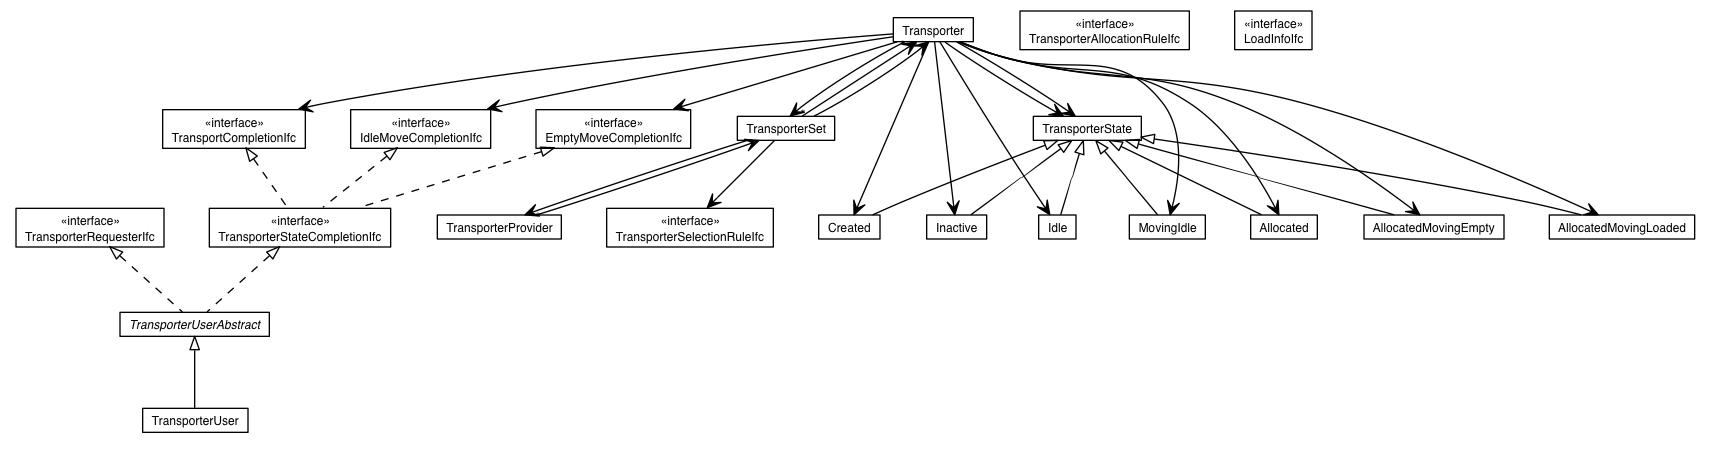 Transporter
«interface»
TransporterAllocationRuleIfc
«interface»
LoadInfoIfc
«interface»
TransportCompletionIfc
«interface»
IdleMoveCompletionIfc
«interface»
EmptyMoveCompletionIfc
TransporterSet
TransporterState
«interface»
TransporterRequesterIfc
«interface»
TransporterStateCompletionIfc
TransporterProvider
«interface»
TransporterSelectionRuleIfc
Created
Inactive
Idle
MovingIdle
Allocated
AllocatedMovingEmpty
AllocatedMovingLoaded
TransporterUserAbstract
TransporterUser